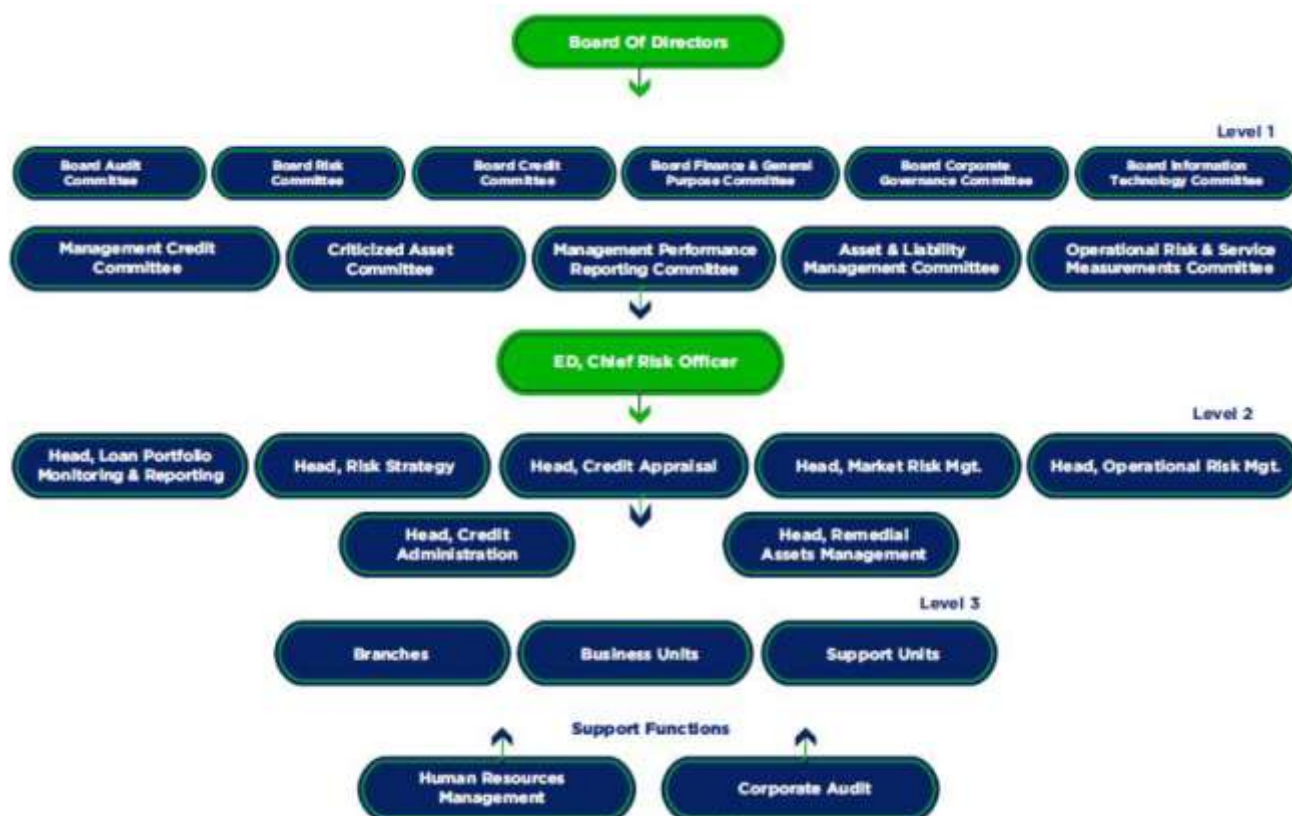 Board Of Directors
Level 1
Board Audit
Committee
Board Risk
Committee
Board Credit
Committee
Board Finance & General
Purpose Committee
Board Corporate
Governance Committee
Board Information
Technology Committee
Management Credit
Committee
Criticized Asset
Committee
Management Performance
Reporting Committee
Asset & Liability
Management Committee
Operational Risk & Service
Measurements Committee
ED, Chief Risk Officer
Level 2
Head, Loan Portfolio
Monitoring & Reporting
Head, Risk Strategy
Head, Credit Appraisal
Head, Market Risk Mgt.
Head, Operational Risk Mgt.
Head, Credit
Administration
Head, Remedial
Assets Management
Level 3
Branches
Business Units
Support Units
Support Functions
Human Resources
Management
Corporate Audit